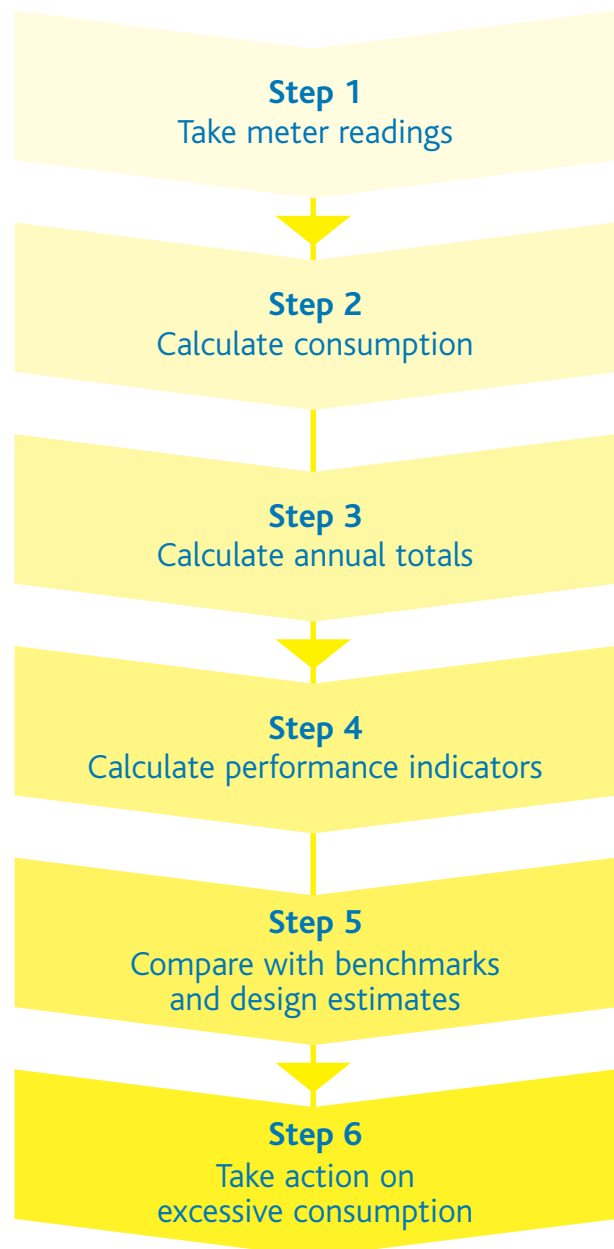 Step 1
Take meter readings
Step 2
Calculate consumption
Step 3
Calculate annual totals
Step 4
Calculate performance indicators
Step 5
Compare with benchmarks
and design estimates
Step 6
Take action on
excessive consumption